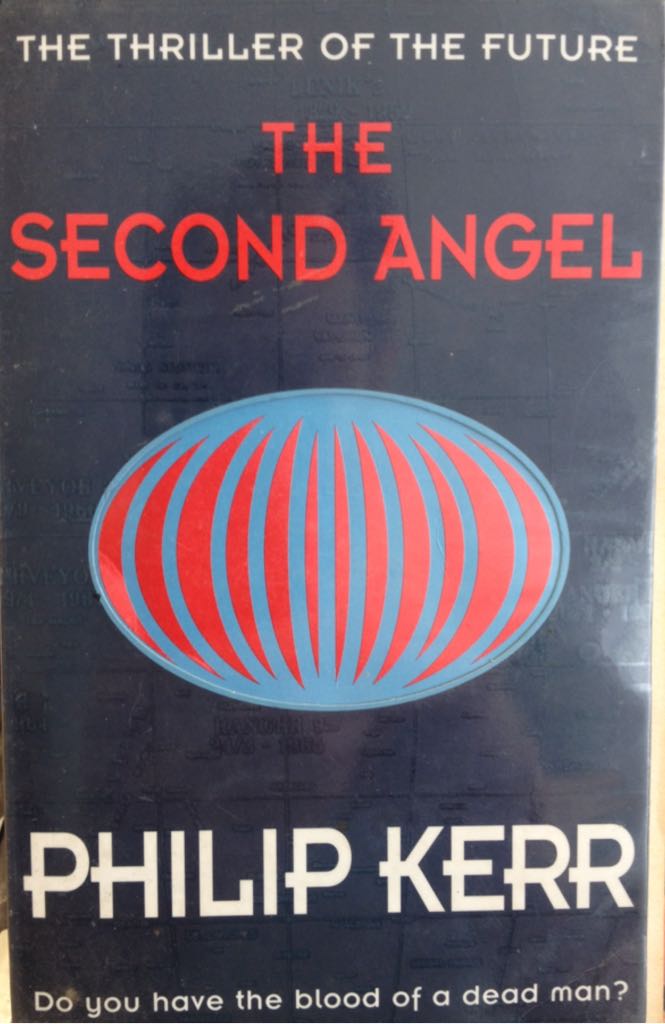 THE THRILLER OF THE FUTURE
THE
SECOND ANGEL
PHILIP KERR
Do you have the blood of a dead man?